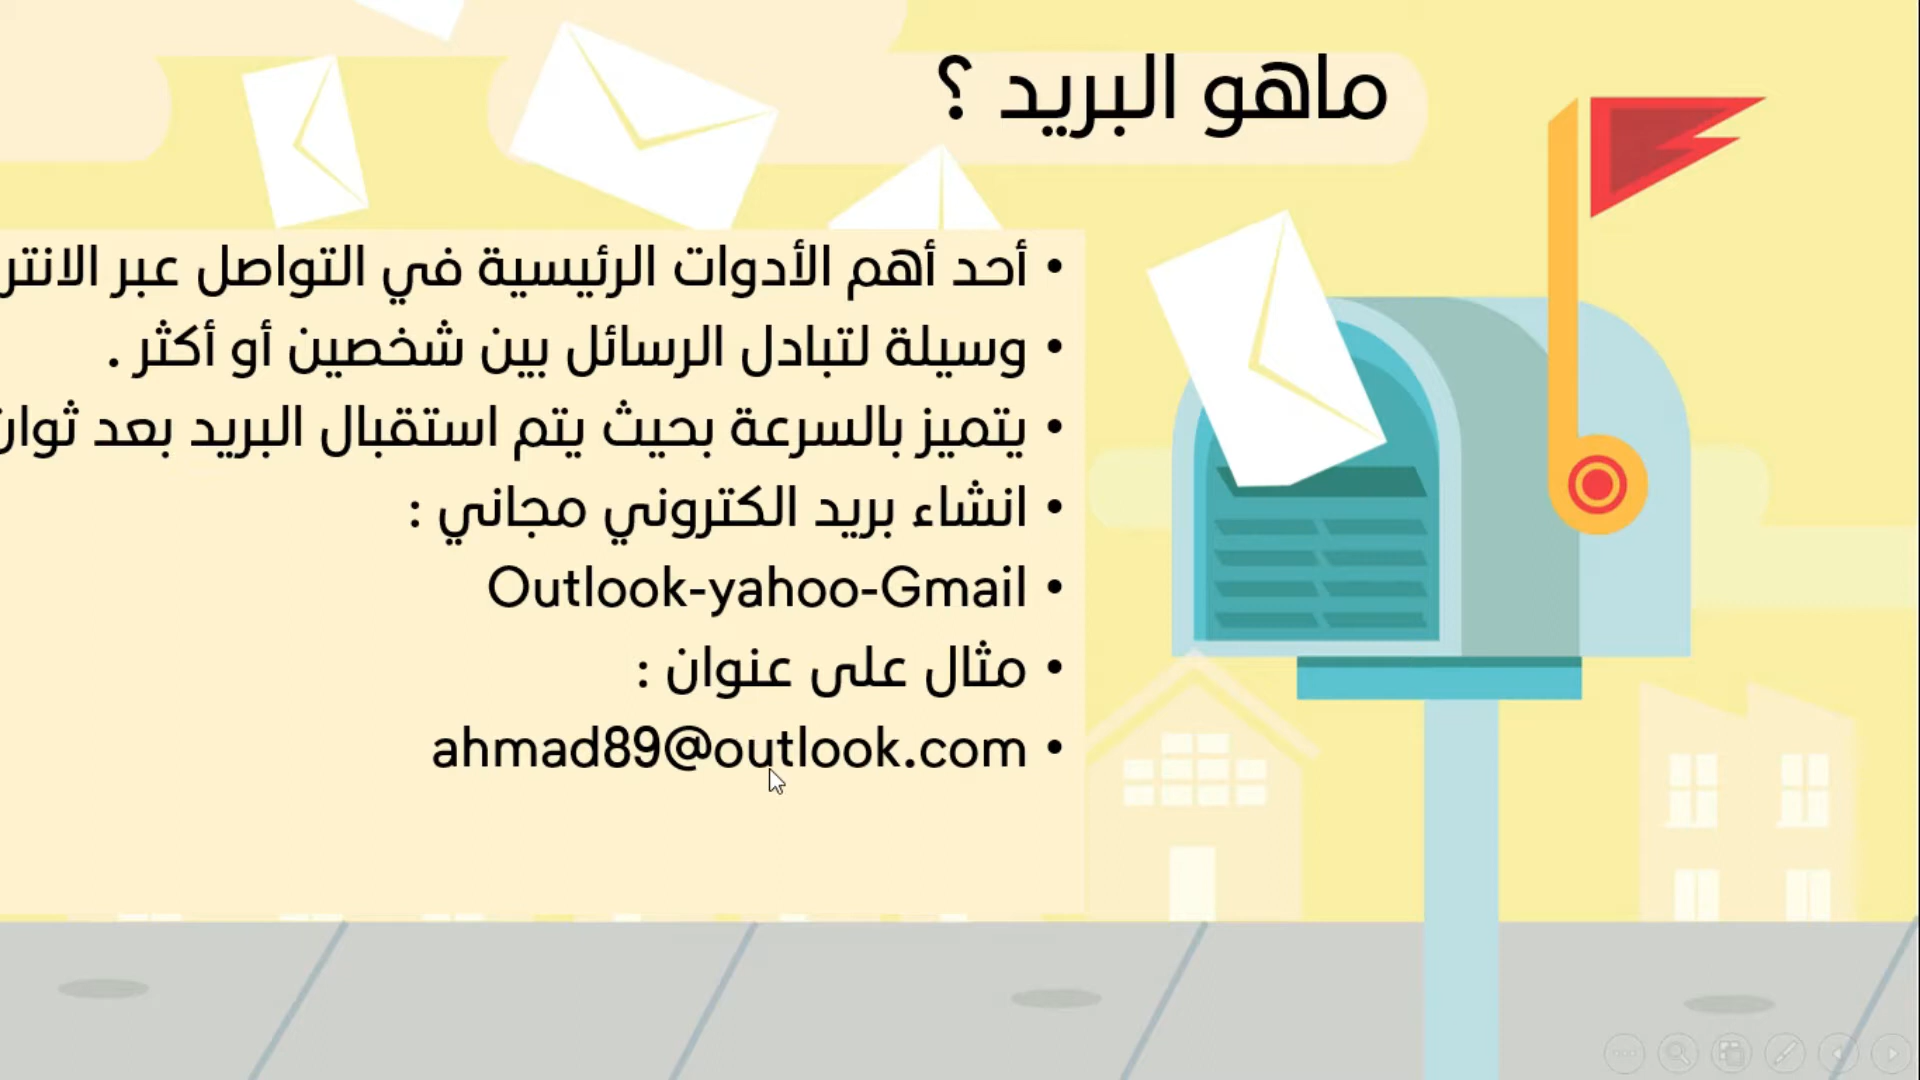 ماهو البريد ؟
• أحد أهم الأدوات الرئيسية في التواصل عبر
• وسيلة لتبادل الرسائل بين شخصين أو أكثر .
• يتميز بالسرعة بحيث يتم استقبال البريد بعد
• انشاء بريد الكتروني مجاني :
• Outlook-yahoo-Gmail
• مثال على عنوان :
• ahmad89@outlook.com